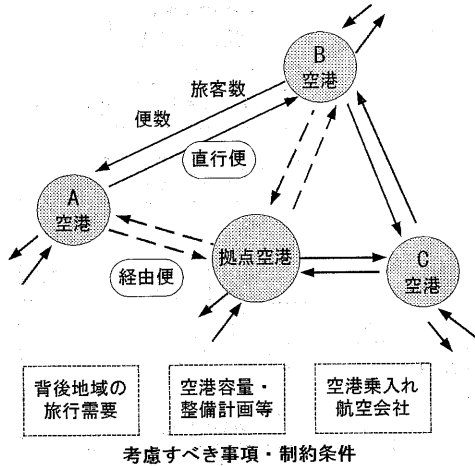 B
空港
旅客数
便数
直行便
A
空港
拠点空港
C
空港
経由便
背後地域の
旅行需要
空港容量・
整備計画等
空港乗入れ
航空会社
考慮すべき事項・制約条件